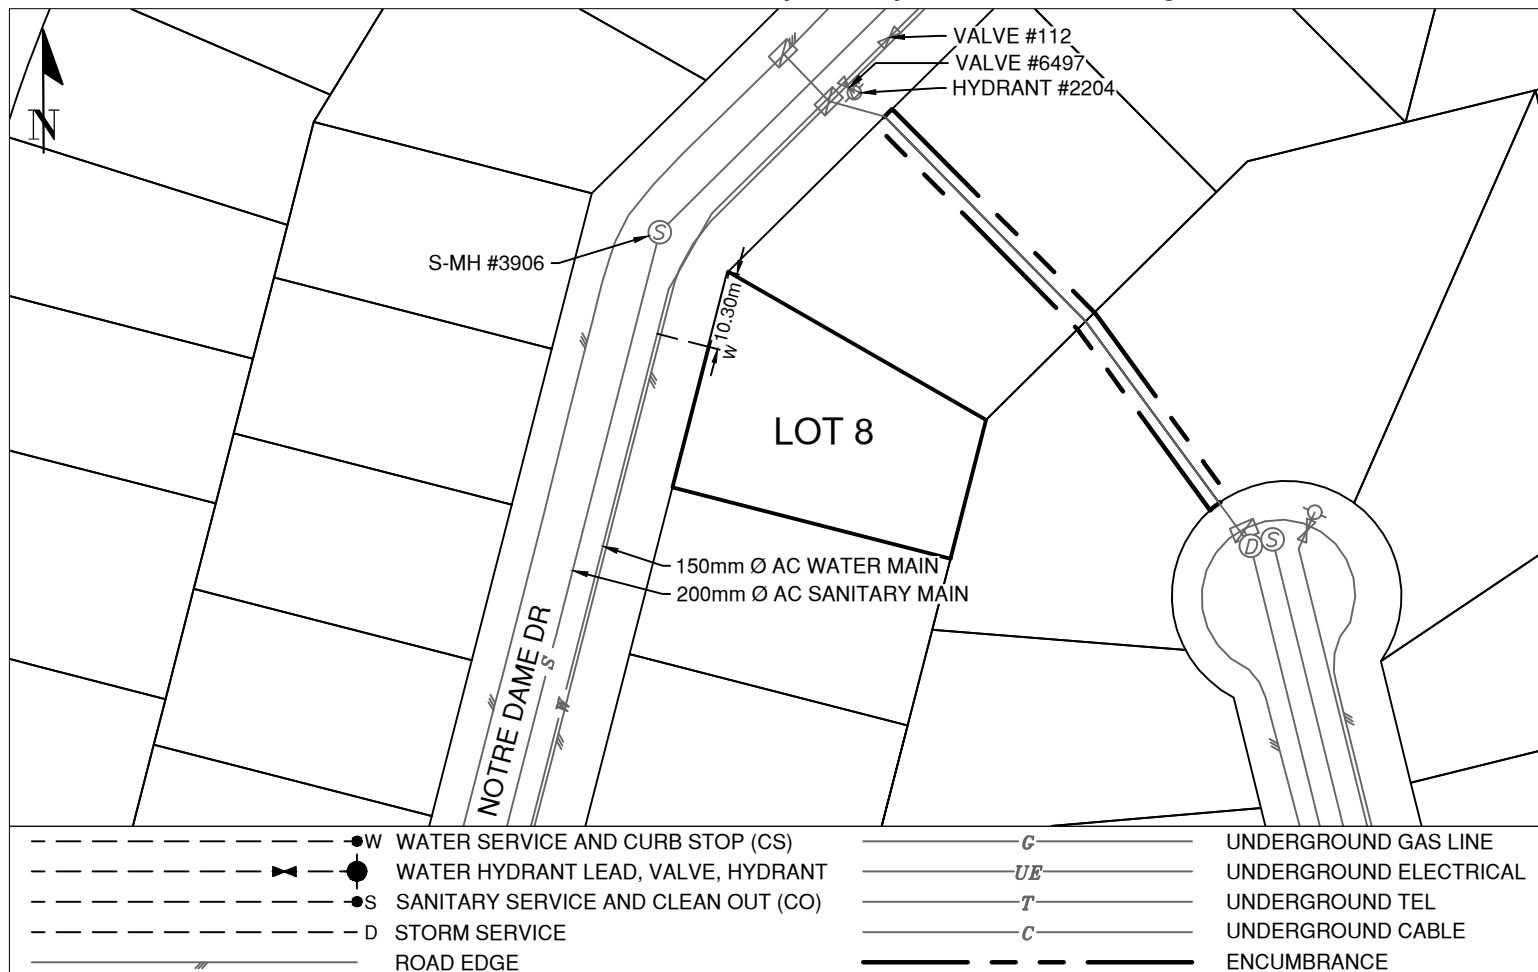 VALVE #112
VALVE #6497
HYDRANT #2204
N
S
S-MH #3906
10.30m
W
LOT 8
D S
150mm Ø AC WATER MAIN
200mm Ø AC SANITARY MAIN
NOTRE DAME DR
S
W
W WATER SERVICE AND CURB STOP (CS)
WATER HYDRANT LEAD, VALVE, HYDRANT
S SANITARY SERVICE AND CLEAN OUT (CO)
D STORM SERVICE
ROAD EDGE
G UNDERGROUND GAS LINE
UE UNDERGROUND ELECTRICAL
T UNDERGROUND TEL
C UNDERGROUND CABLE
ENCUMBRANCE